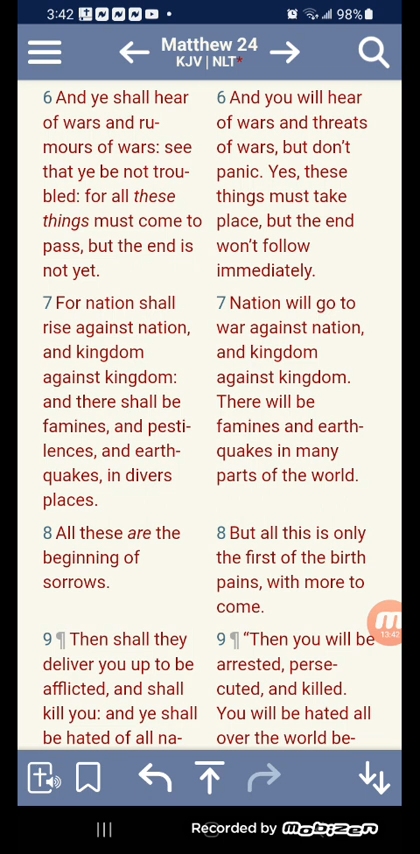 3:42 98%
Matthew 24
KJV | NLT*
6 And ye shall hear
of wars and ru-
mours of wars: see
that ye be not trou-
bled: for all these
things must come to
pass, but the end is
not yet.
7 For nation shall
rise against nation,
and kingdom
against kingdom:
and there shall be
famines, and pesti-
lences, and earth-
quakes, in divers
places.
8 All these are the
beginning of
sorrows.
9 ¶ Then shall they
deliver you up to be
afflicted, and shall
kill you: and ye shall
be hated of all na-
6 And you will hear
of wars and threats
of wars, but don’t
panic. Yes, these
things must take
place, but the end
won’t follow
immediately.
7 Nation will go to
war against nation,
and kingdom
against kingdom.
There will be
famines and earth-
quakes in many
parts of the world.
8 But all this is only
the first of the birth
pains, with more to
come.
9 ¶ “Then you will be
arrested, perse-
cuted, and killed.
You will be hated all
over the world be-
m
13:42
Recorded by mobizen